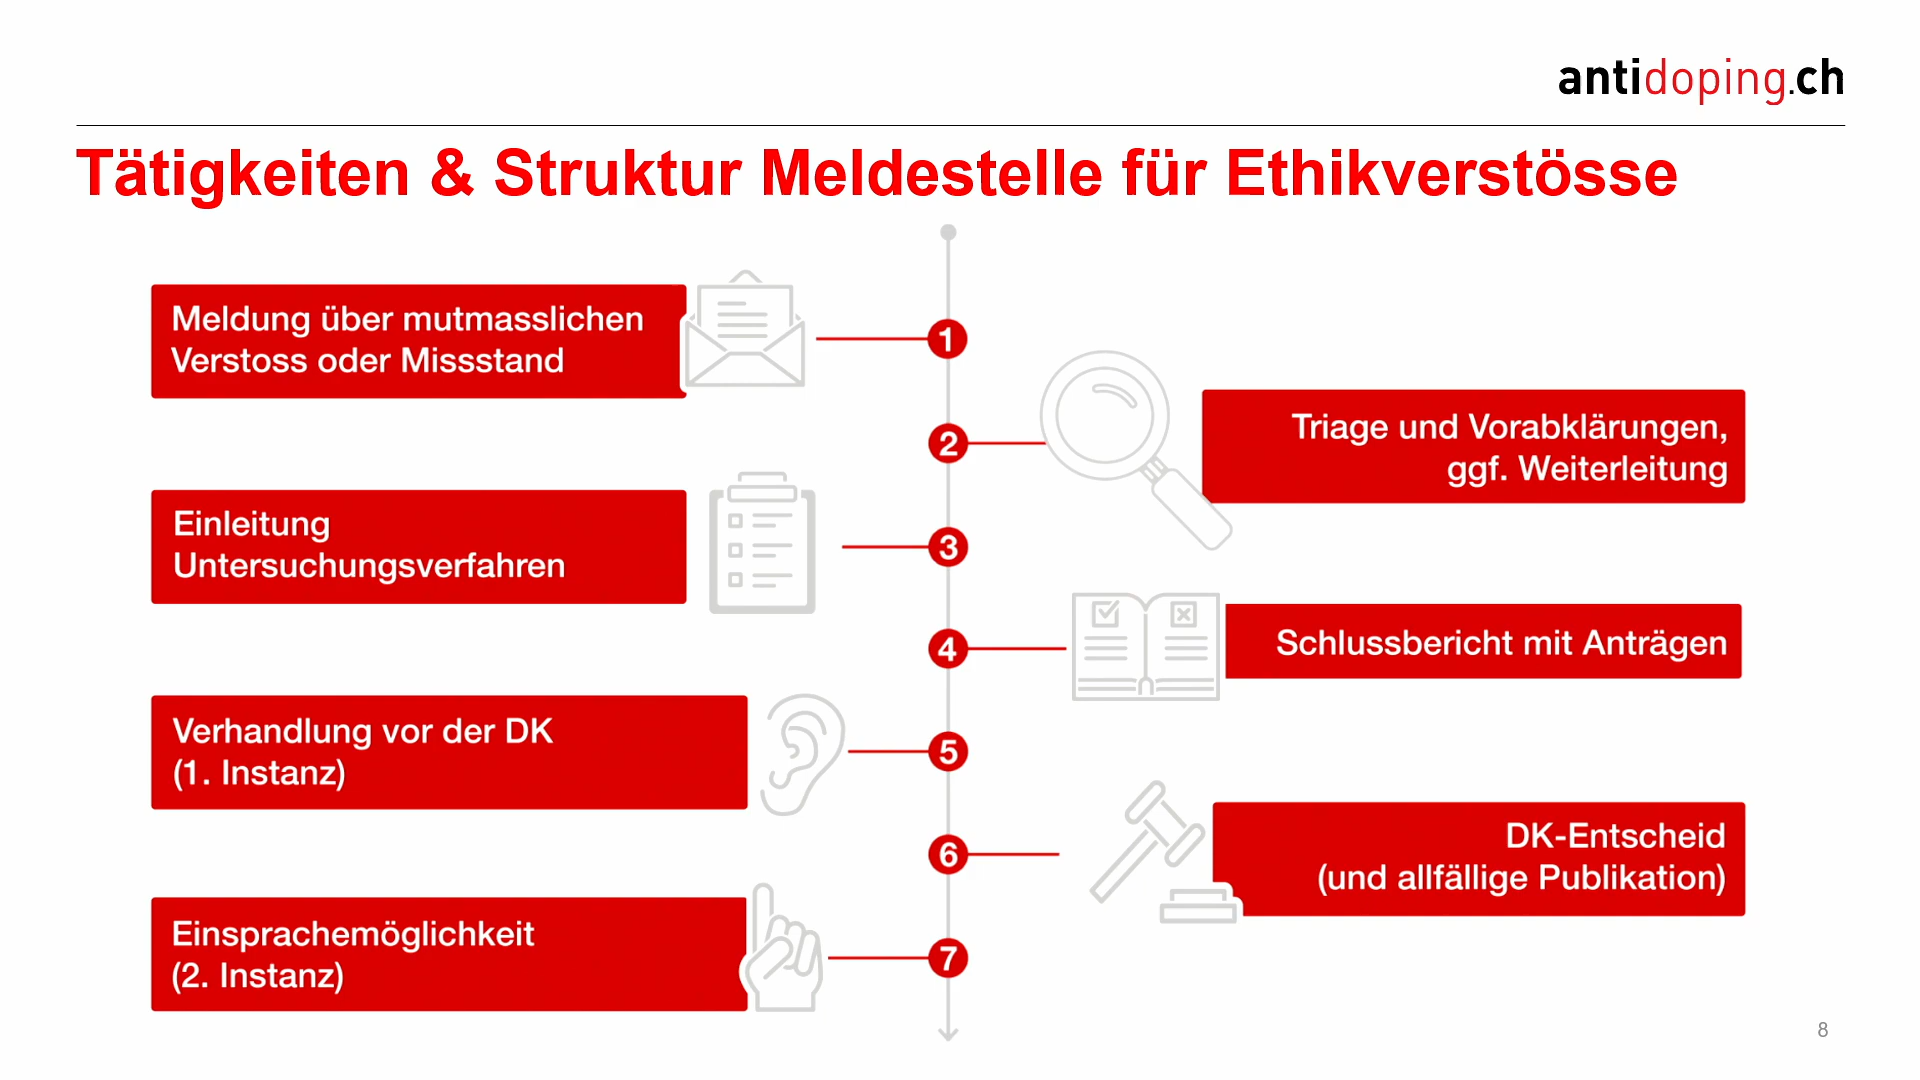 antidoping.ch
Tätigkeiten & Struktur Meldestelle für Ethikverstösse
1
Meldung über mutmasslichen
Verstoss oder Missstand
2
Triage und Vorabklärungen,
ggf. Weiterleitung
3
Einleitung
Untersuchungsverfahren
4
Schlussbericht mit Anträgen
5
Verhandlung vor der DK
(1. Instanz)
6
DK-Entscheid
(und allfällige Publikation)
7
Einsprachemöglichkeit
(2. Instanz)
8